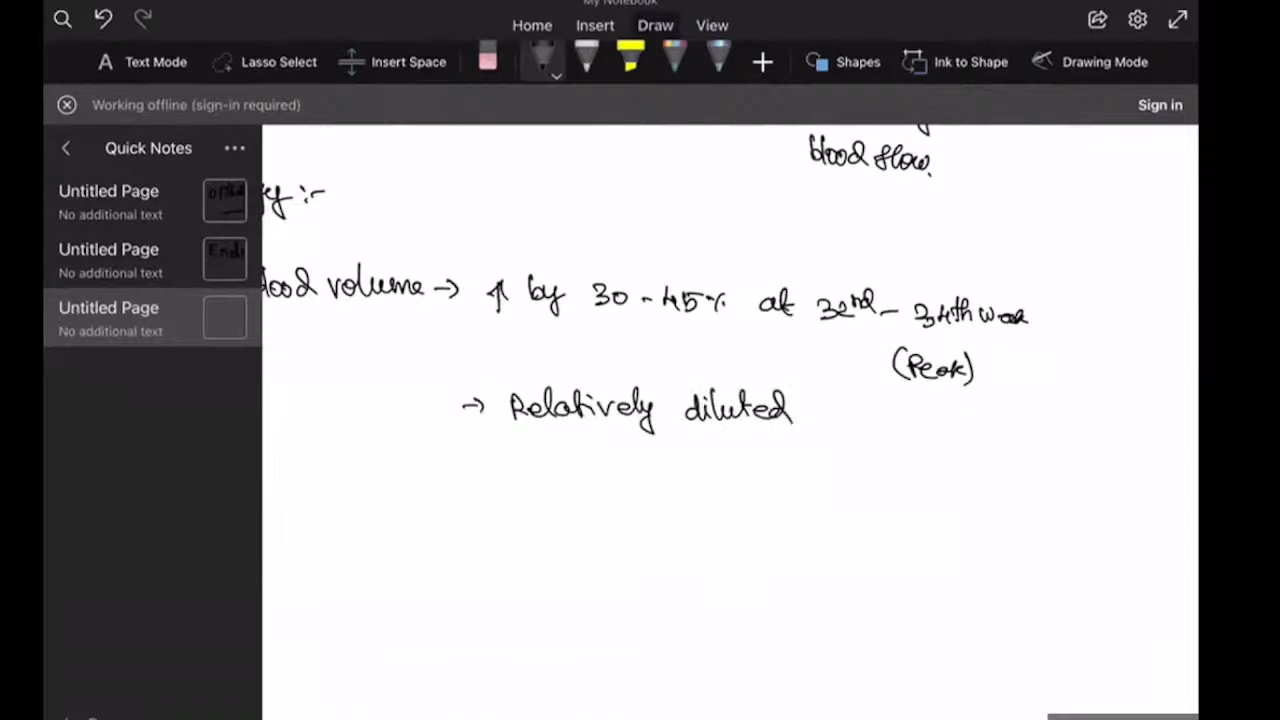 My Notebook
Home Insert Draw View
Text Mode Lasso Select Insert Space Shapes Ink to Shape Drawing Mode
Working offline (sign-in required) Sign in
Quick Notes
Untitled Page
No additional text
Untitled Page
No additional text
Untitled Page
No additional text
blood flow.
y :-
lood volume → ↑ by 30 - 45% at 32nd - 34th
(Peak)
→ Relatively diluted